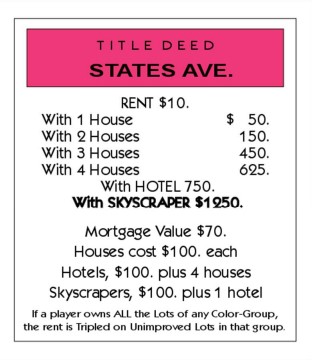 TITLE DEED
STATES AVE.
RENT $10.
With 1 House $ 50.
With 2 Houses 150.
With 3 Houses 450.
With 4 Houses 625.
With HOTEL 750.
With SKYSCRAPER $1250.
Mortgage Value $70.
Houses cost $100. each
Hotels, $100. plus 4 houses
Skyscrapers, $100. plus 1 hotel
If a player owns ALL the Lots of any Color-Group,
the rent is Tripled on Unimproved Lots in that group.